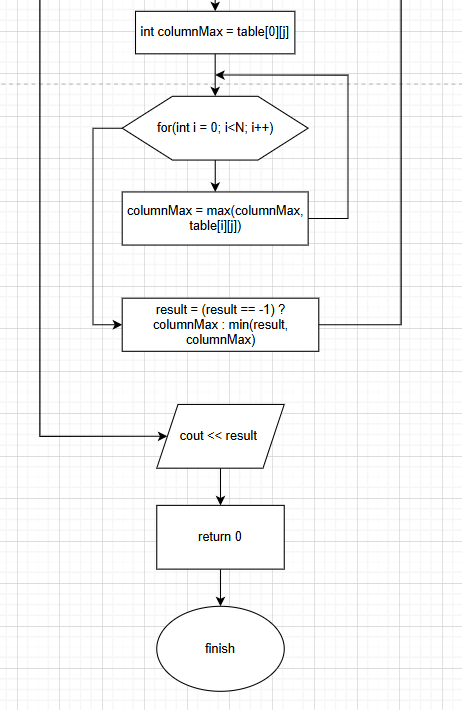 int columnMax = table[0][j]
for(int i = 0; i<N; i++)
columnMax = max(columnMax,
table[i][j])
result = (result == -1) ?
columnMax : min(result,
columnMax)
cout << result
return 0
finish